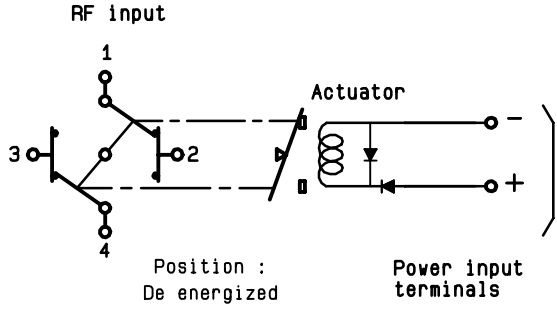 RF input
1
Actuator
−
3
2
+
4
Position :
De energized
Power input
terminals